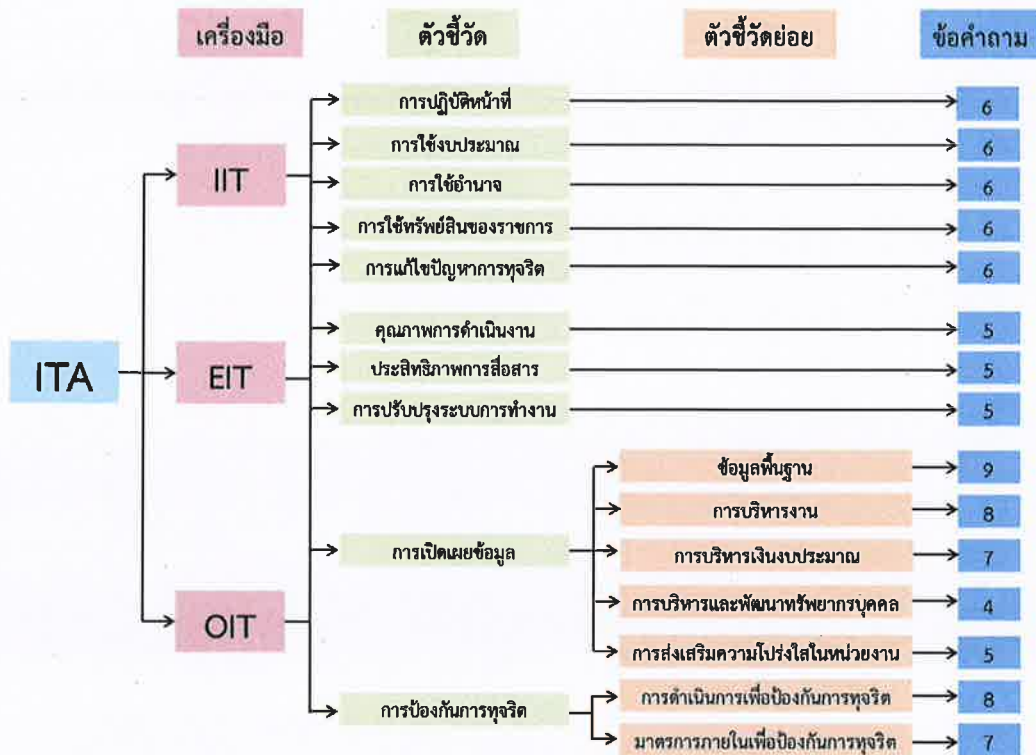 เครื่องมือ ตัวชี้วัด ตัวชี้วัดย่อย ข้อคำถาม
การปฏิบัติหน้าที่ 6
การใช้งบประมาณ 6
IIT
การใช้อำนาจ 6
การใช้ทรัพย์สินของราชการ 6
การแก้ไขปัญหาการทุจริต 6
คุณภาพการดำเนินงาน 5
ITA EIT
ประสิทธิภาพการสื่อสาร 5
การปรับปรุงระบบการทำงาน 5
ข้อมูลพื้นฐาน 9
การบริหารงาน 8
การเปิดเผยข้อมูล การบริหารเงินงบประมาณ 7
การบริหารและพัฒนาทรัพยากรบุคคล 4
OIT
การส่งเสริมความโปร่งใสในหน่วยงาน 5
การดำเนินการเพื่อป้องกันการทุจริต 8
การป้องกันการทุจริต
มาตรการภายในเพื่อป้องกันการทุจริต 7